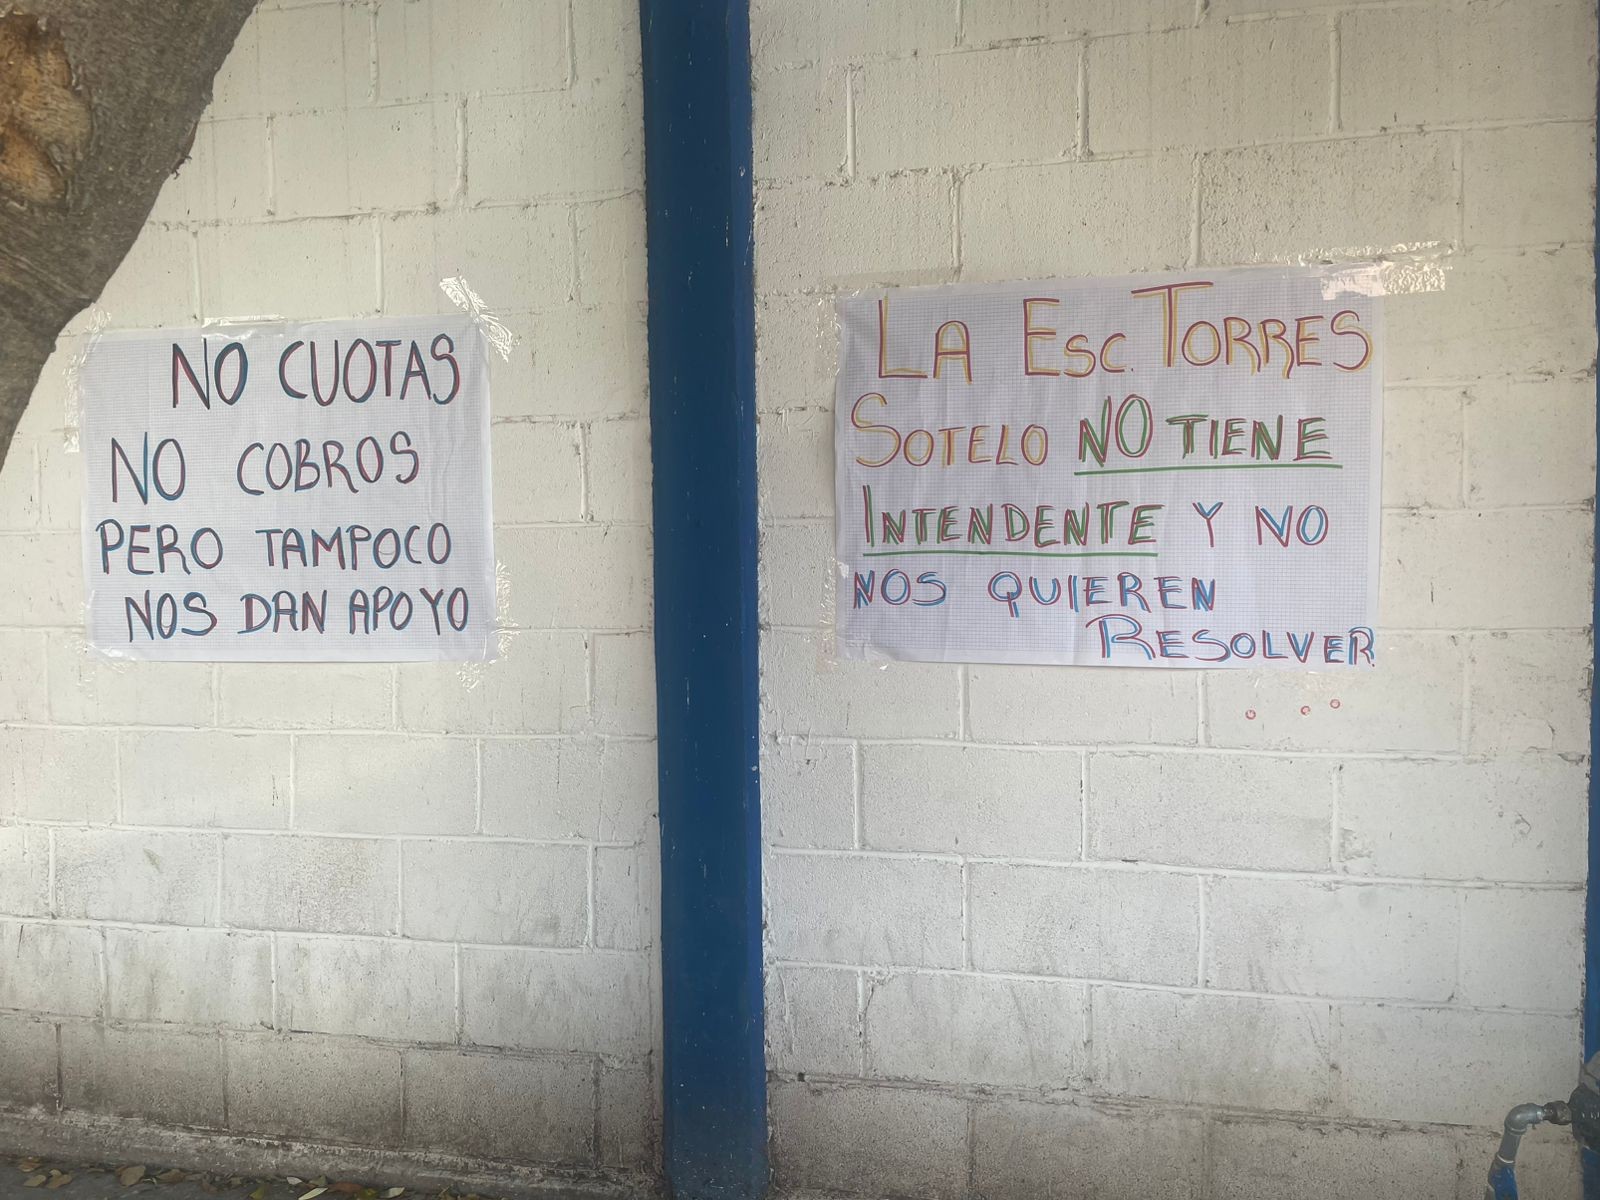 NO CUOTAS
NO COBROS
PERO TAMPOCO
NOS DAN APOYO
LA ESC. TORRES
SOTELO NO TIENE
INTENDENTE Y NO
NOS QUIEREN
RESOLVER.